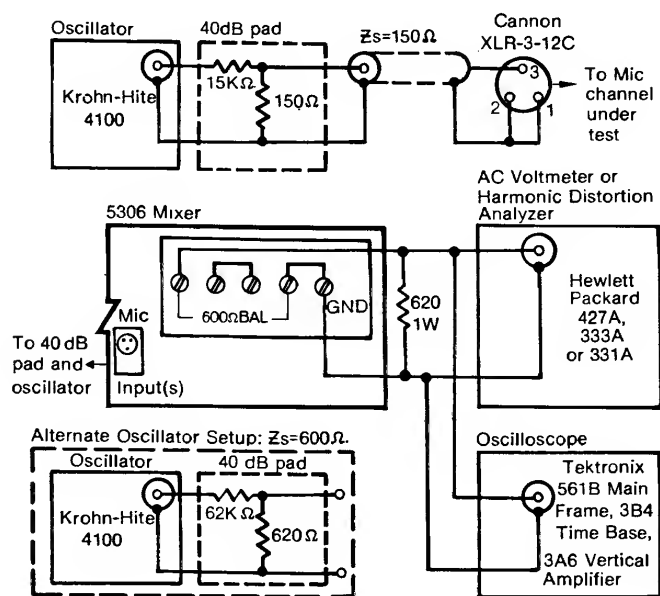 Oscillator
Krohn-Hite
4100
40dB pad
15KΩ
150Ω
Zs=150Ω
Cannon
XLR-3-12C
3
2
1
To Mic
channel
under
test
5306 Mixer
600ΩBAL
GND
Mic
Input(s)
To 40 dB
pad and
oscillator
620
1W
AC Voltmeter or
Harmonic Distortion
Analyzer
Hewlett
Packard
427A,
333A
or 331A
Alternate Oscillator Setup: Zs=600Ω.
Oscillator
Krohn-Hite
4100
40 dB pad
62KΩ
620Ω
Oscilloscope
Tektronix
561B Main
Frame, 3B4
Time Base,
3A6 Vertical
Amplifier